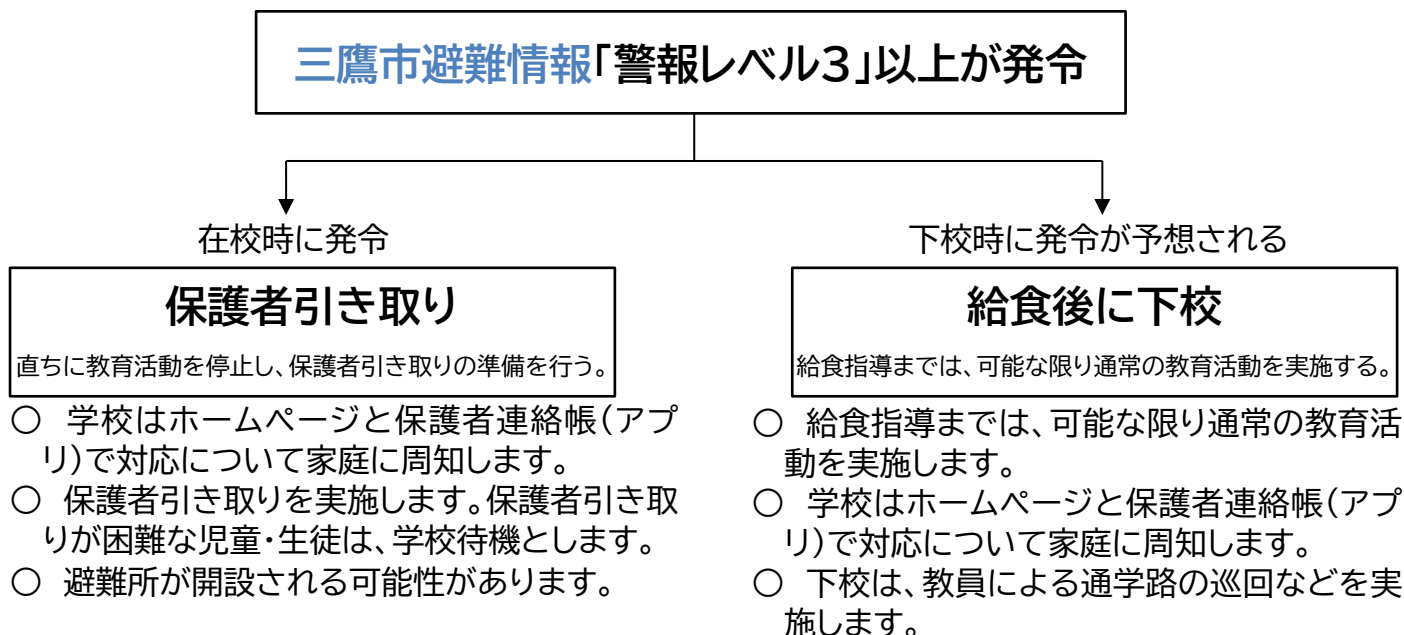 三鷹市避難情報「警報レベル３」以上が発令
在校時に発令
保護者引き取り
直ちに教育活動を停止し、保護者引き取りの準備を行う。
○ 学校はホームページと保護者連絡帳（アプ
リ）で対応について家庭に周知します。
○ 保護者引き取りを実施します。保護者引き取
りが困難な児童・生徒は、学校待機とします。
○ 避難所が開設される可能性があります。
下校時に発令が予想される
給食後に下校
給食指導までは、可能な限り通常の教育活動を実施する。
○ 給食指導までは、可能な限り通常の教育活
動を実施します。
○ 学校はホームページと保護者連絡帳（アプ
リ）で対応について家庭に周知します。
○ 下校は、教員による通学路の巡回などを実
施します。